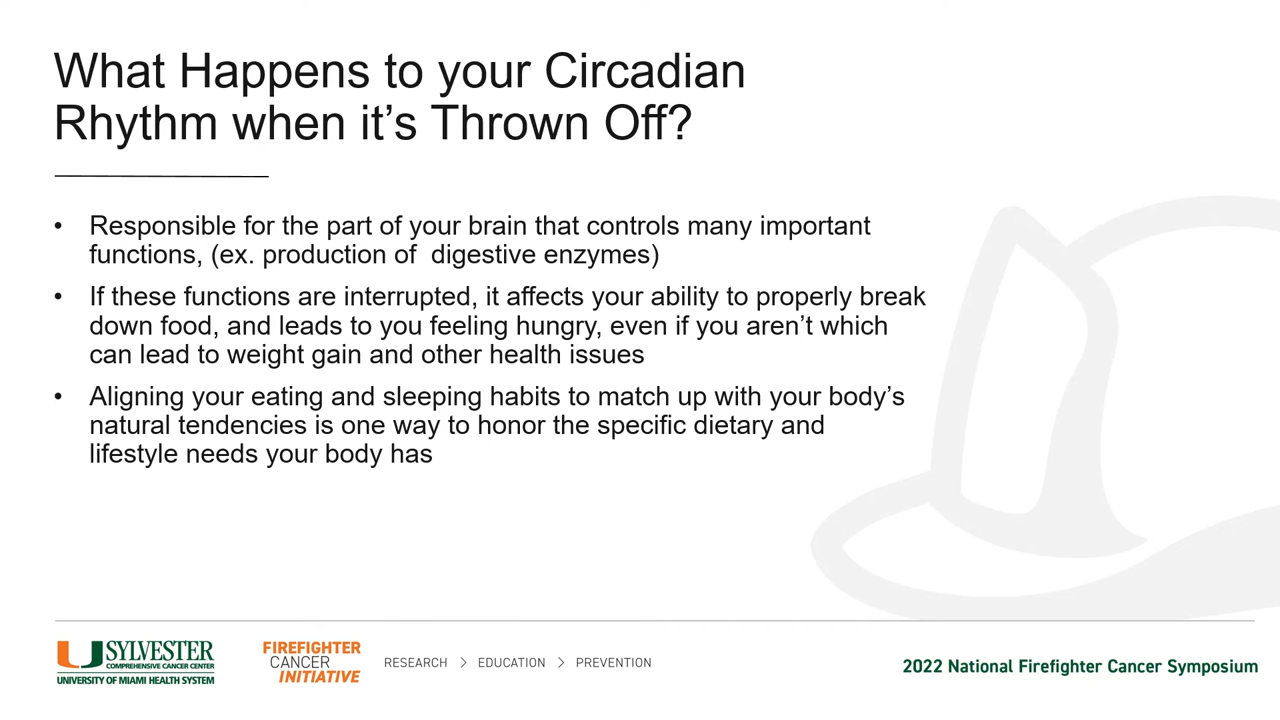 What Happens to your Circadian
Rhythm when it’s Thrown Off?
• Responsible for the part of your brain that controls many important
functions, (ex. production of  digestive enzymes)
• If these functions are interrupted, it affects your ability to properly break
down food, and leads to you feeling hungry, even if you aren’t which
can lead to weight gain and other health issues
• Aligning your eating and sleeping habits to match up with your body’s
natural tendencies is one way to honor the specific dietary and
lifestyle needs your body has
SYLVESTER
COMPREHENSIVE CANCER CENTER
UNIVERSITY OF MIAMI HEALTH SYSTEM
FIREFIGHTER
CANCER
INITIATIVE
RESEARCH > EDUCATION > PREVENTION
2022 National Firefighter Cancer Symposium